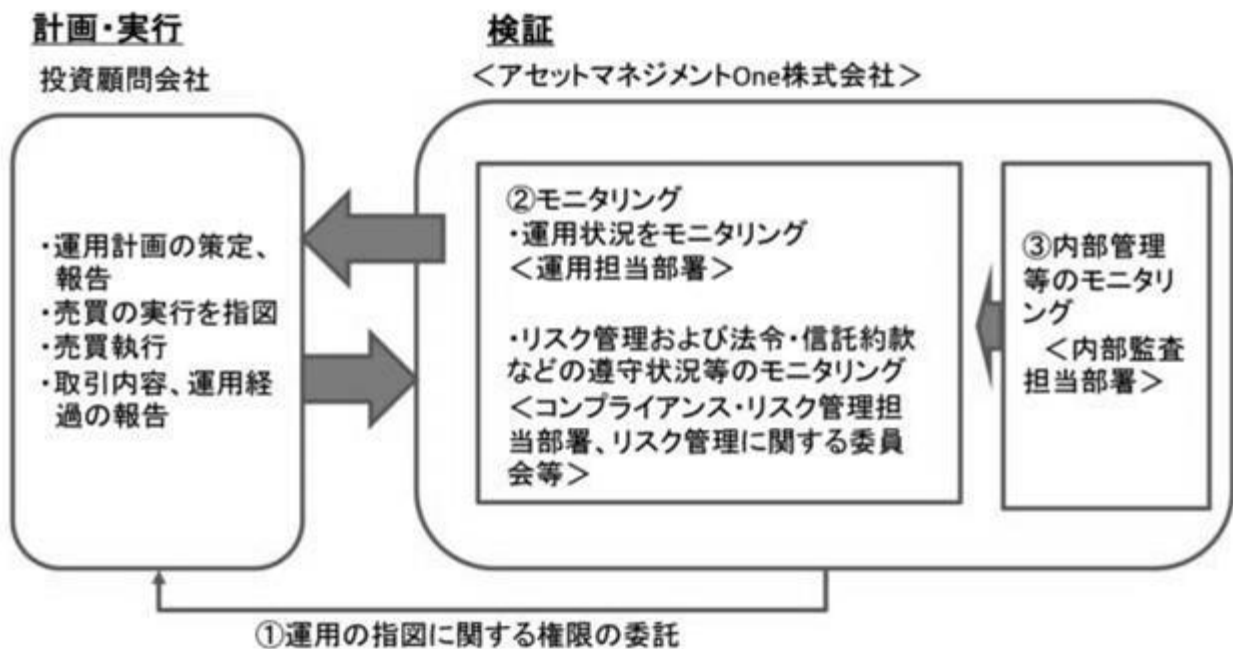 計画・実行
投資顧問会社
・運用計画の策定、
報告
・売買の実行を指図
・売買執行
・取引内容、運用経
過の報告
検証
＜アセットマネジメントOne株式会社＞
②モニタリング
・運用状況をモニタリング
＜運用担当部署＞
・リスク管理および法令・信託約款
などの遵守状況等のモニタリング
＜コンプライアンス・リスク管理担
当部署、リスク管理に関する委員
会等＞
③内部管理
等のモニタリ
ング
＜内部監査
担当部署＞
①運用の指図に関する権限の委託